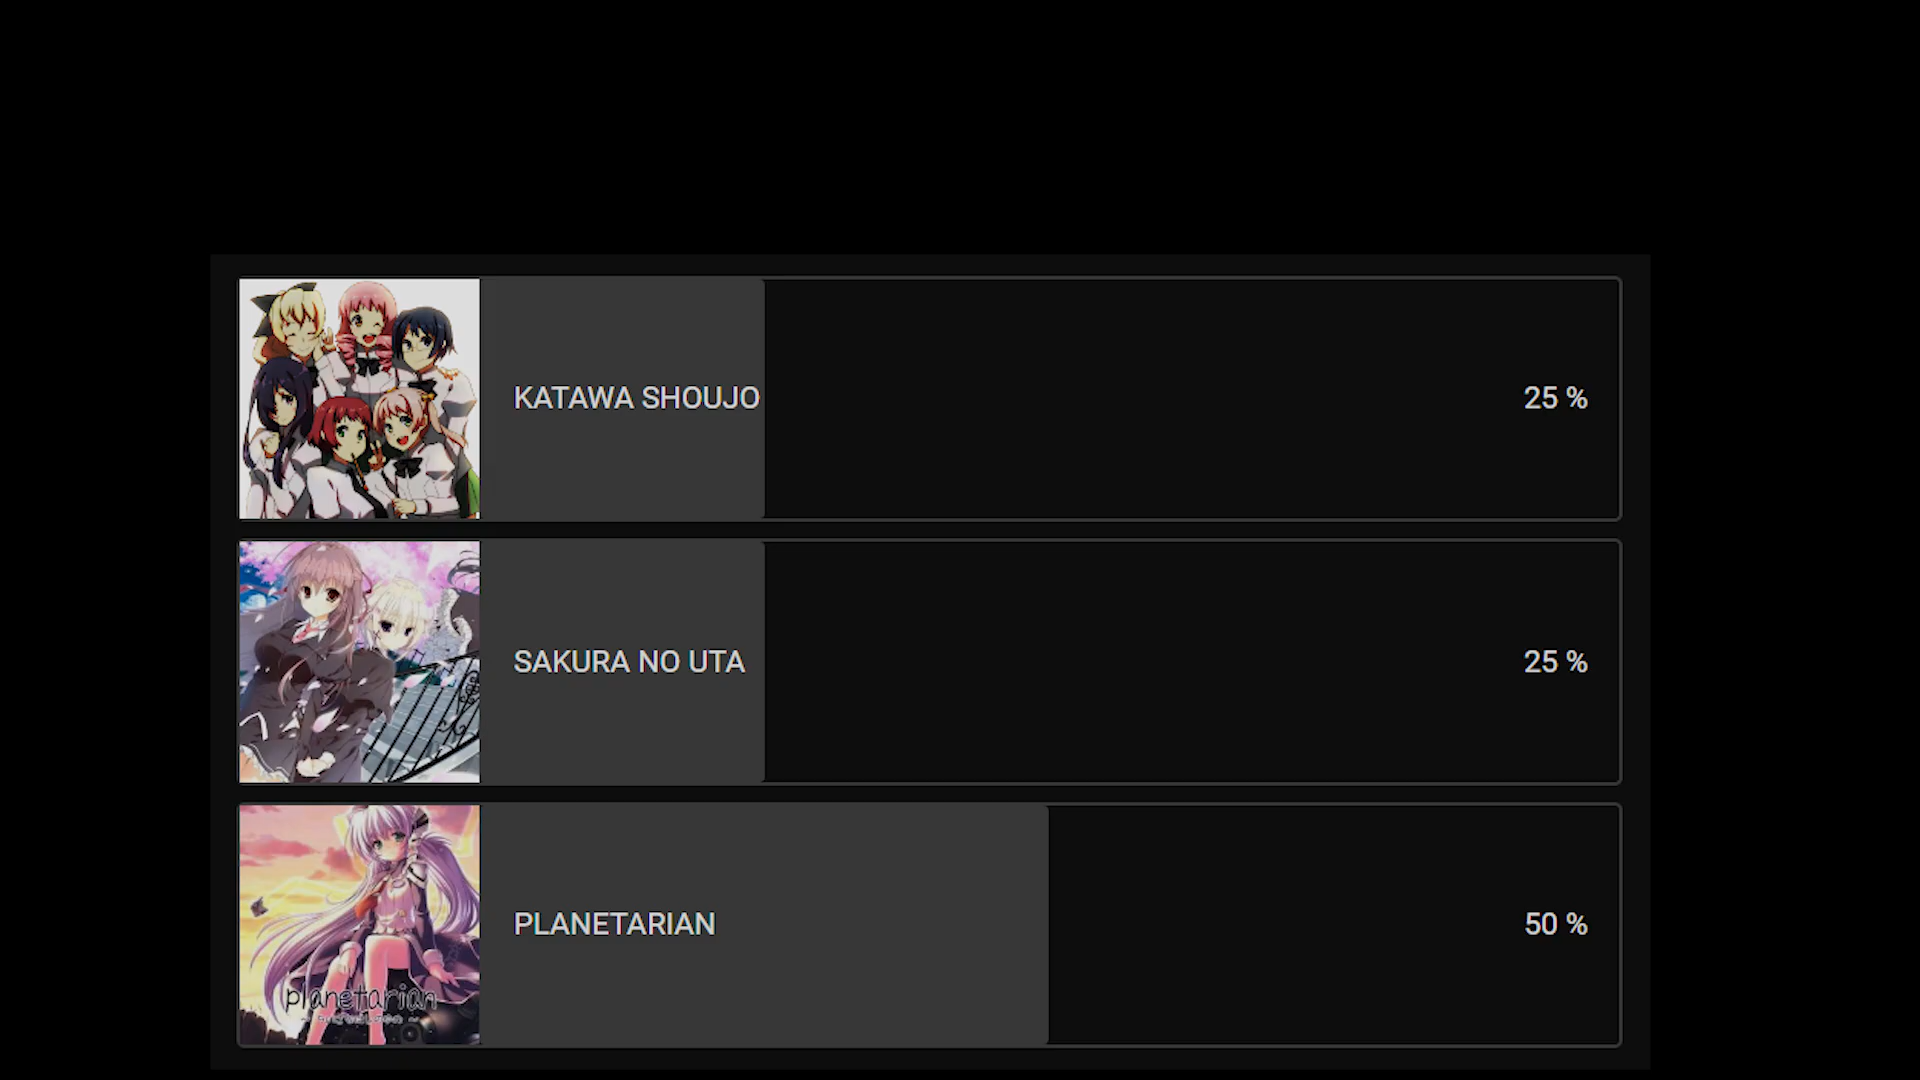 KATAWA SHOUJO 25 %
SAKURA NO UTA 25 %
PLANETARIAN 50 %
planetarian